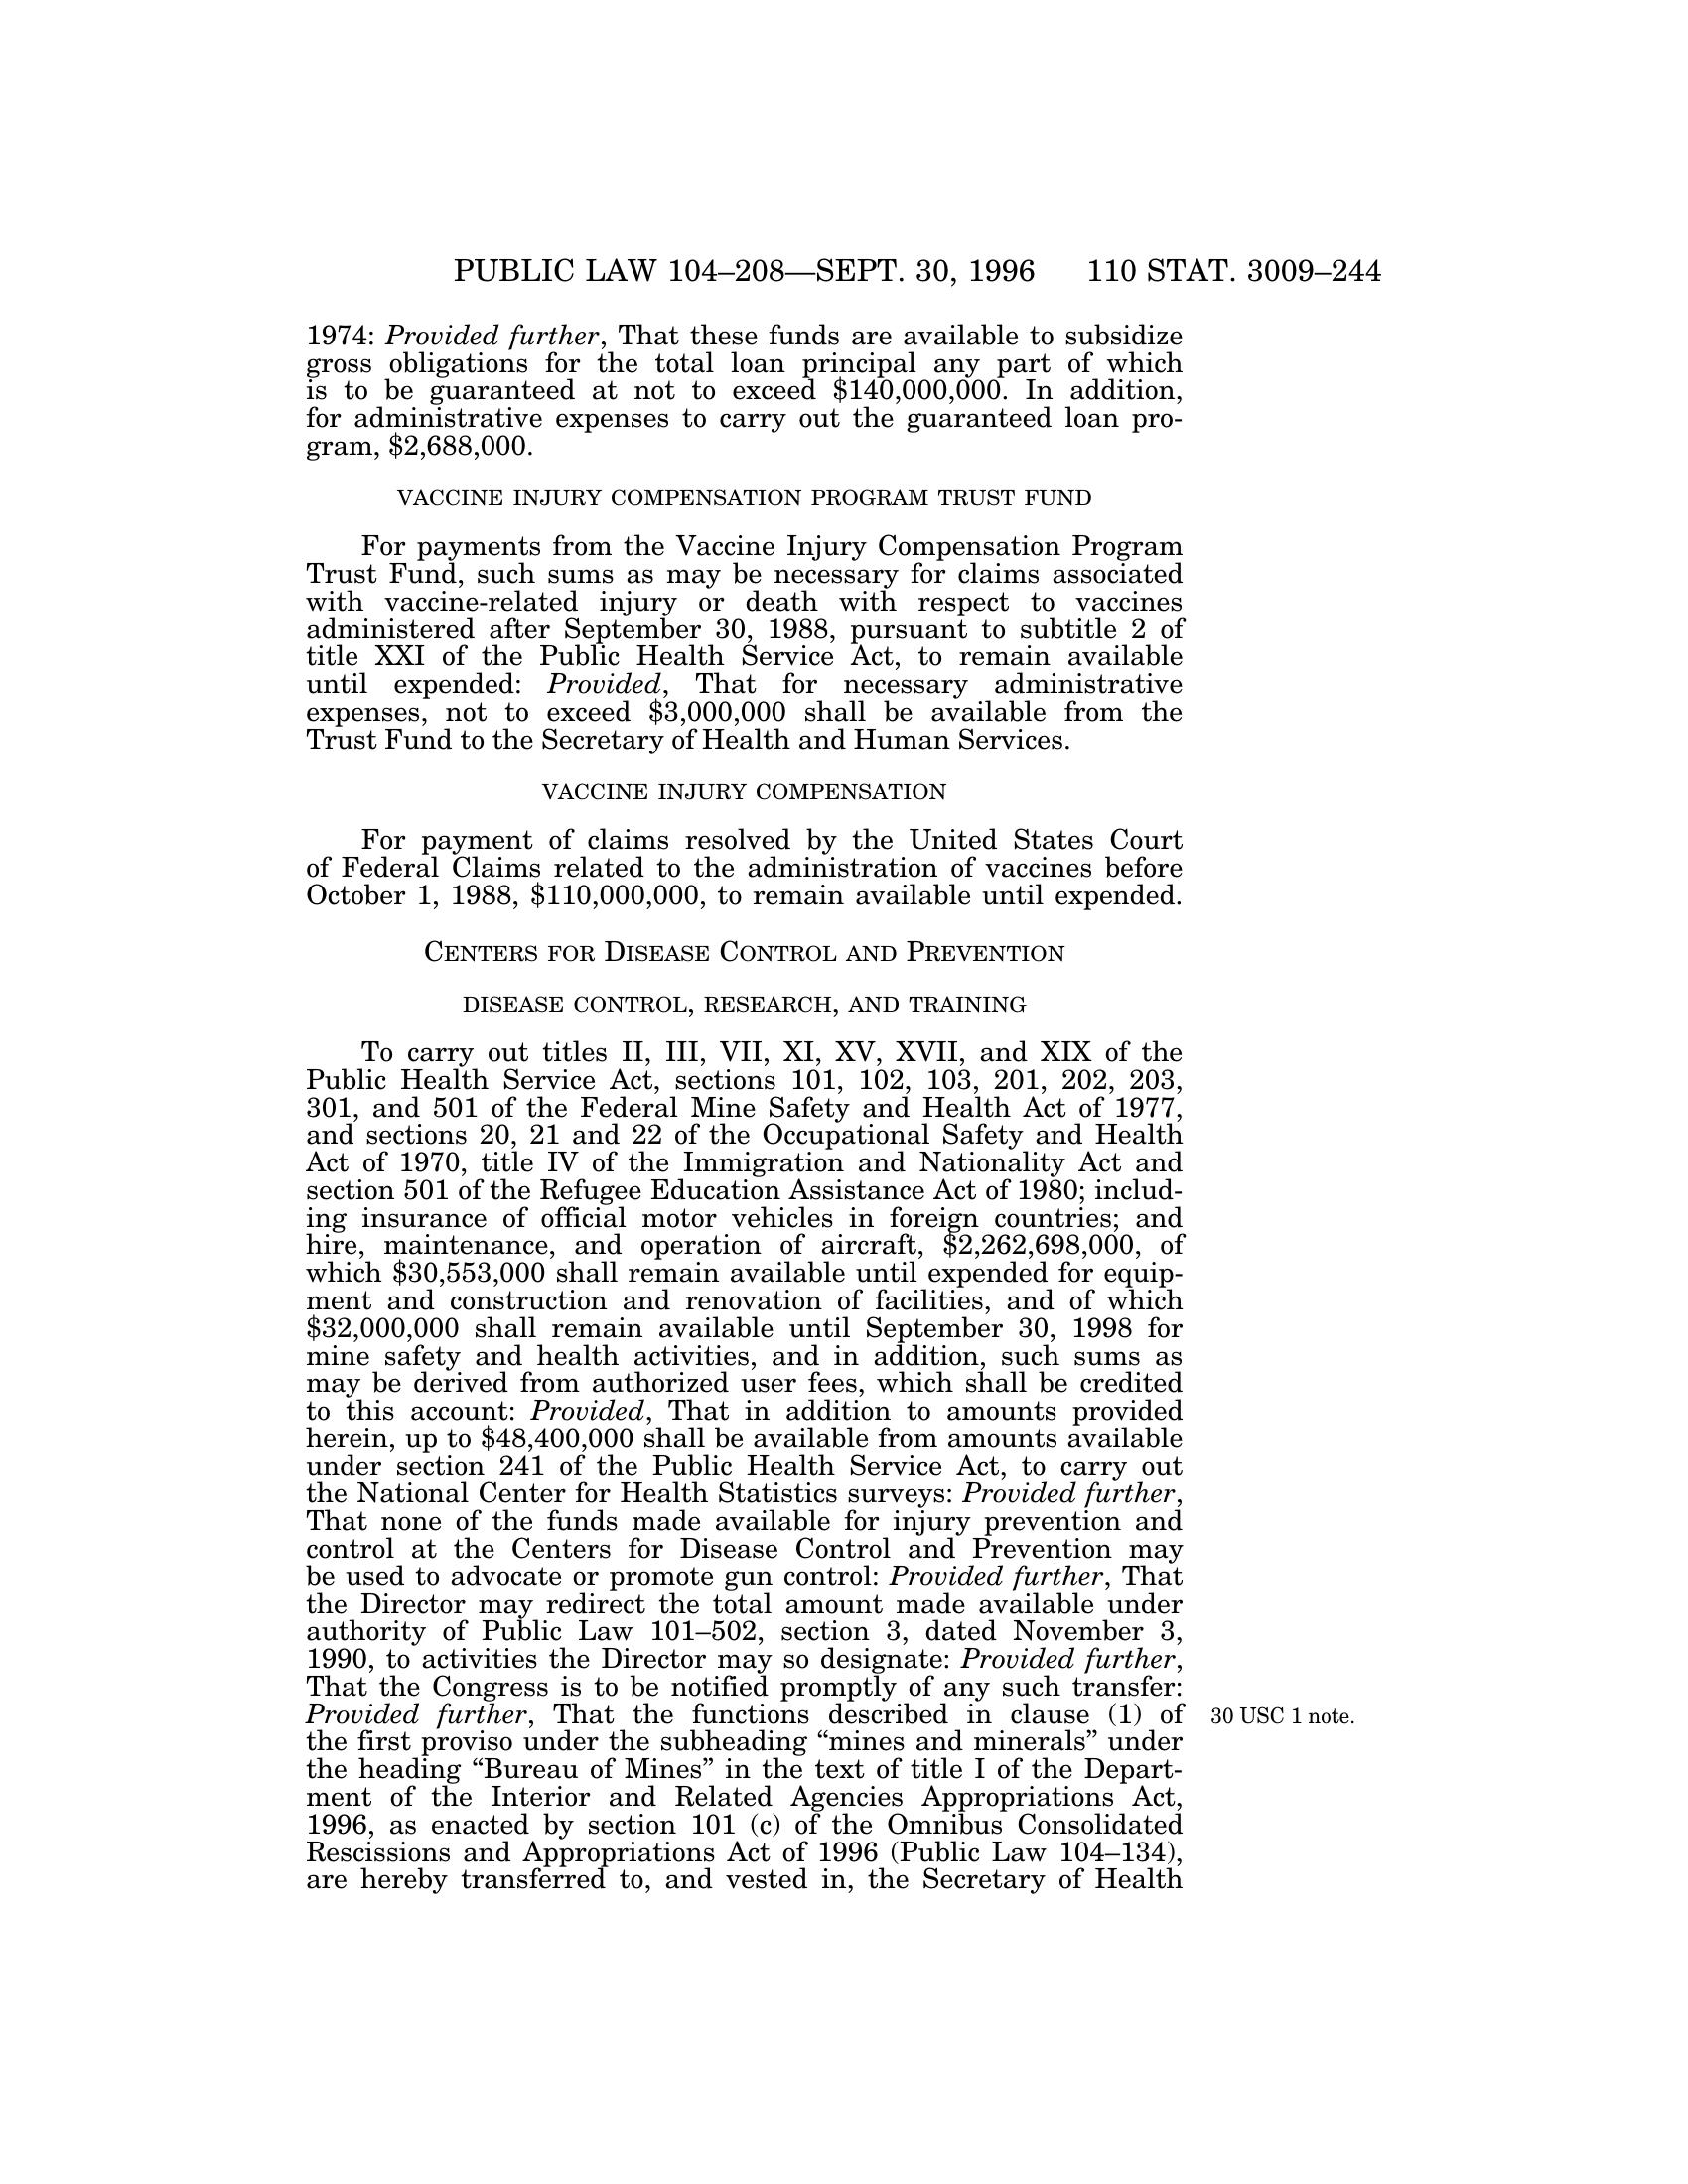 PUBLIC LAW 104–208—SEPT. 30, 1996 110 STAT. 3009–244
1974: Provided further, That these funds are available to subsidize
gross obligations for the total loan principal any part of which
is to be guaranteed at not to exceed $140,000,000. In addition,
for administrative expenses to carry out the guaranteed loan pro-
gram, $2,688,000.
VACCINE INJURY COMPENSATION PROGRAM TRUST FUND
For payments from the Vaccine Injury Compensation Program
Trust Fund, such sums as may be necessary for claims associated
with vaccine-related injury or death with respect to vaccines
administered after September 30, 1988, pursuant to subtitle 2 of
title XXI of the Public Health Service Act, to remain available
until expended: Provided, That for necessary administrative
expenses, not to exceed $3,000,000 shall be available from the
Trust Fund to the Secretary of Health and Human Services.
VACCINE INJURY COMPENSATION
For payment of claims resolved by the United States Court
of Federal Claims related to the administration of vaccines before
October 1, 1988, $110,000,000, to remain available until expended.
CENTERS FOR DISEASE CONTROL AND PREVENTION
DISEASE CONTROL, RESEARCH, AND TRAINING
To carry out titles II, III, VII, XI, XV, XVII, and XIX of the
Public Health Service Act, sections 101, 102, 103, 201, 202, 203,
301, and 501 of the Federal Mine Safety and Health Act of 1977,
and sections 20, 21 and 22 of the Occupational Safety and Health
Act of 1970, title IV of the Immigration and Nationality Act and
section 501 of the Refugee Education Assistance Act of 1980; includ-
ing insurance of official motor vehicles in foreign countries; and
hire, maintenance, and operation of aircraft, $2,262,698,000, of
which $30,553,000 shall remain available until expended for equip-
ment and construction and renovation of facilities, and of which
$32,000,000 shall remain available until September 30, 1998 for
mine safety and health activities, and in addition, such sums as
may be derived from authorized user fees, which shall be credited
to this account: Provided, That in addition to amounts provided
herein, up to $48,400,000 shall be available from amounts available
under section 241 of the Public Health Service Act, to carry out
the National Center for Health Statistics surveys: Provided further,
That none of the funds made available for injury prevention and
control at the Centers for Disease Control and Prevention may
be used to advocate or promote gun control: Provided further, That
the Director may redirect the total amount made available under
authority of Public Law 101–502, section 3, dated November 3,
1990, to activities the Director may so designate: Provided further,
That the Congress is to be notified promptly of any such transfer:
Provided further, That the functions described in clause (1) of 30 USC 1 note.
the first proviso under the subheading “mines and minerals” under
the heading “Bureau of Mines” in the text of title I of the Depart-
ment of the Interior and Related Agencies Appropriations Act,
1996, as enacted by section 101 (c) of the Omnibus Consolidated
Rescissions and Appropriations Act of 1996 (Public Law 104–134),
are hereby transferred to, and vested in, the Secretary of Health